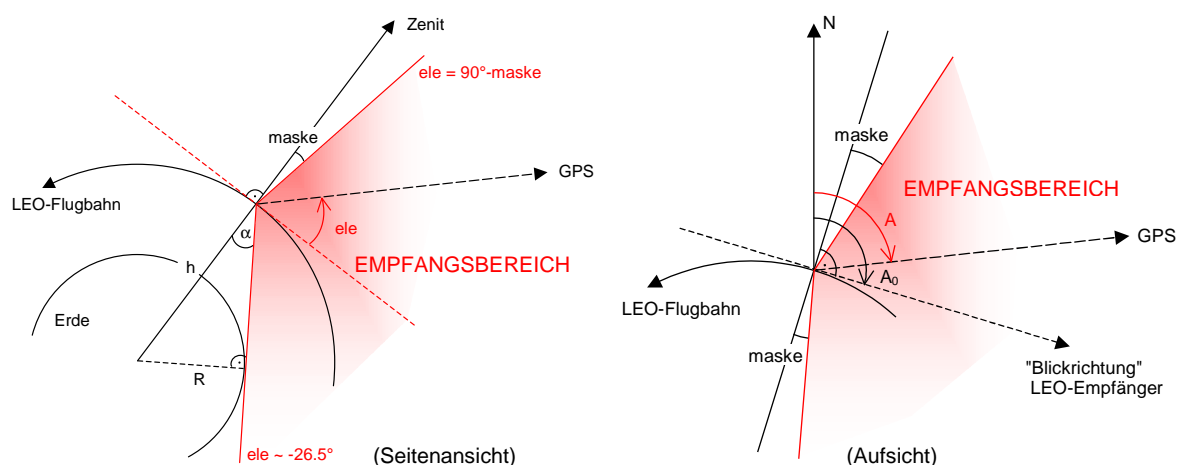 Zenit
ele = 90°-maske
maske
GPS
LEO-Flugbahn
ele
α
EMPFANGSBEREICH
h
Erde
R
ele ~ -26.5°
(Seitenansicht)
N
maske
EMPFANGSBEREICH
A
GPS
A₀
LEO-Flugbahn
maske
"Blickrichtung"
LEO-Empfänger
(Aufsicht)